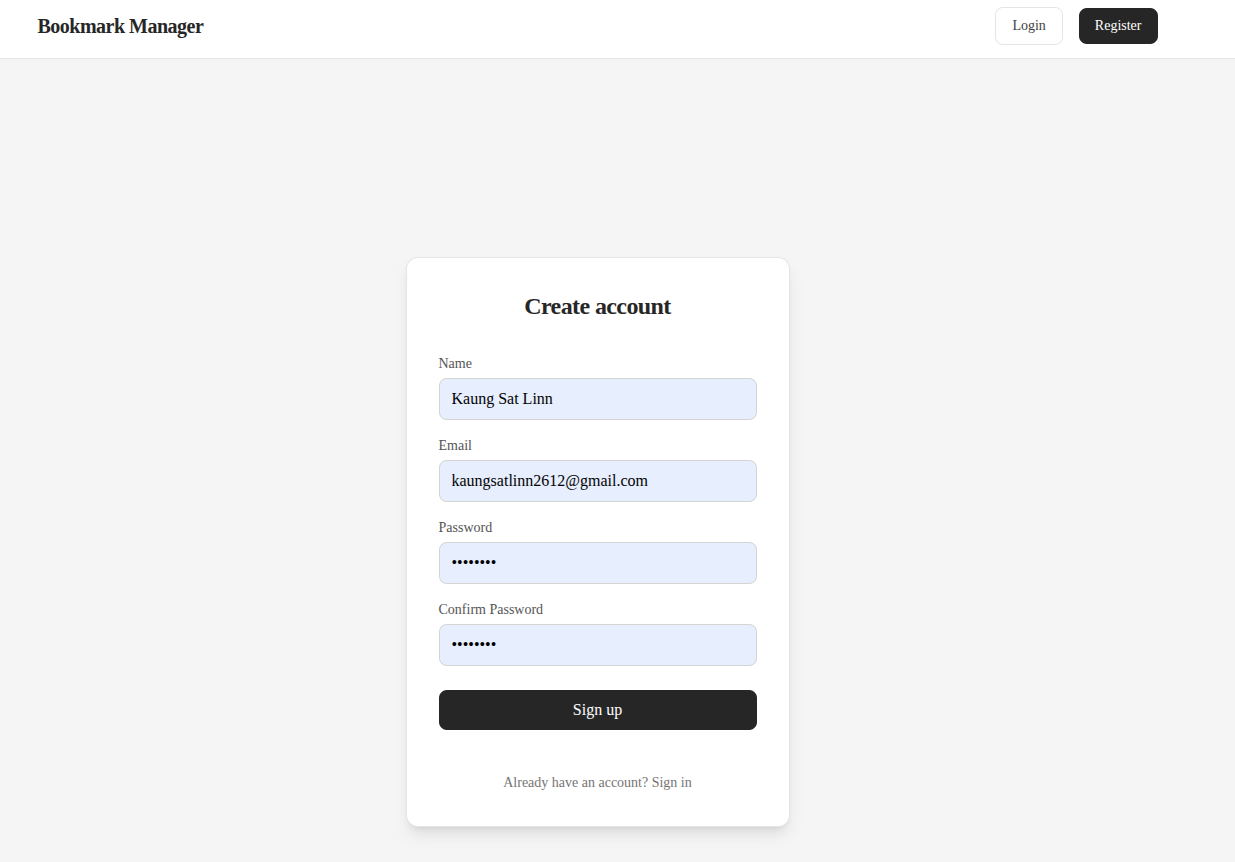 Bookmark Manager
Login
Register
Create account
Name
Kaung Sat Linn
Email
kaungsatlinn2612@gmail.com
Password
••••••••
Confirm Password
••••••••
Sign up
Already have an account? Sign in